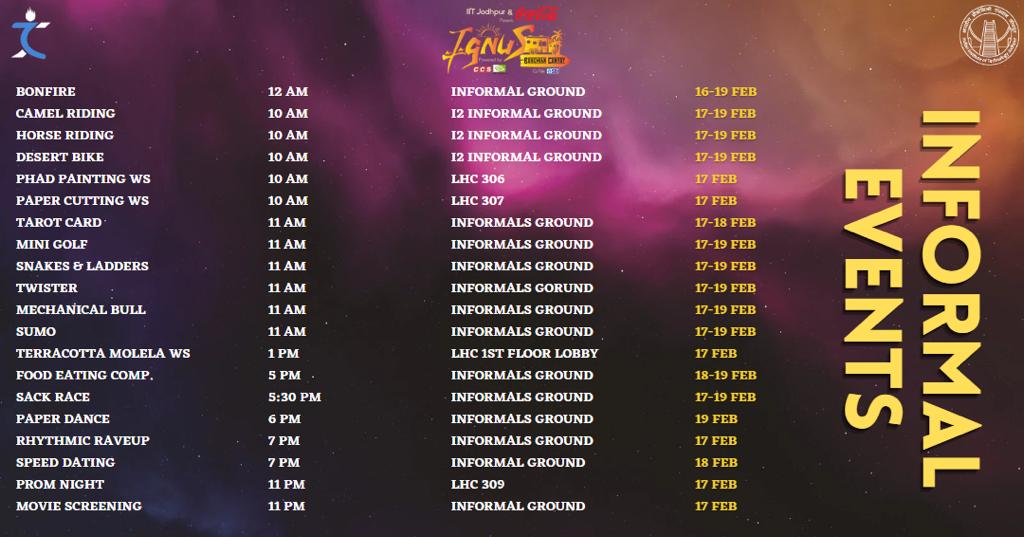 IIT Jodhpur &
Presents
IGNUS
Powered by
CCS
BANDHAN CANTRY
BONFIRE 12 AM INFORMAL GROUND 16-19 FEB
CAMEL RIDING 10 AM I2 INFORMAL GROUND 17-19 FEB
HORSE RIDING 10 AM I2 INFORMAL GROUND 17-19 FEB
DESERT BIKE 10 AM I2 INFORMAL GROUND 17-19 FEB
PHAD PAINTING WS 10 AM LHC 306 17 FEB
PAPER CUTTING WS 10 AM LHC 307 17 FEB
TAROT CARD 11 AM INFORMALS GROUND 17-18 FEB
MINI GOLF 11 AM INFORMALS GROUND 17-19 FEB
SNAKES & LADDERS 11 AM INFORMALS GROUND 17-19 FEB
TWISTER 11 AM INFORMALS GORUND 17-19 FEB
MECHANICAL BULL 11 AM INFORMALS GROUND 17-19 FEB
SUMO 11 AM INFORMALS GROUND 17-19 FEB
TERRACOTTA MOLELA WS 1 PM LHC 1ST FLOOR LOBBY 17 FEB
FOOD EATING COMP. 5 PM INFORMALS GROUND 18-19 FEB
SACK RACE 5:30 PM INFORMALS GROUND 17-19 FEB
PAPER DANCE 6 PM INFORMALS GROUND 19 FEB
RHYTHMIC RAVEUP 7 PM INFORMALS GROUND 17 FEB
SPEED DATING 7 PM INFORMAL GROUND 18 FEB
PROM NIGHT 11 PM LHC 309 17 FEB
MOVIE SCREENING 11 PM INFORMAL GROUND 17 FEB
INFORMAL
EVENTS